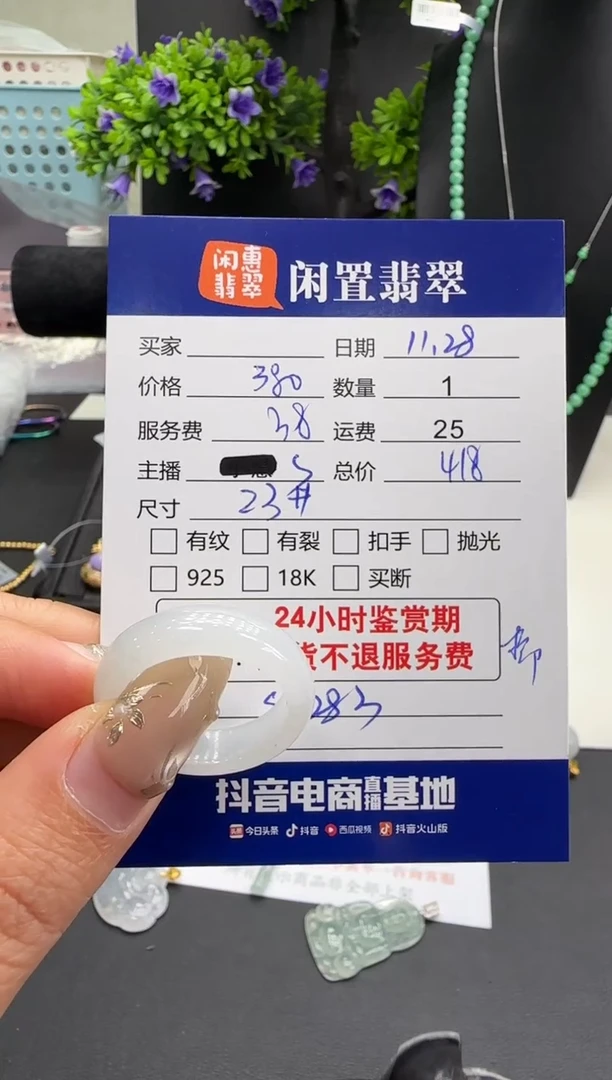 闲惠
翡翠
闲置翡翠
买家 日期 11.28
价格 380 数量 1
服务费 38 运费 25
主播 S 总价 418
尺寸 23#
有纹 有裂 扣手 抛光
925 18K 买断
24小时鉴赏期
货不退服务费
283
抖音电商直播基地
头条 今日头条 抖音 西瓜视频 抖音火山版